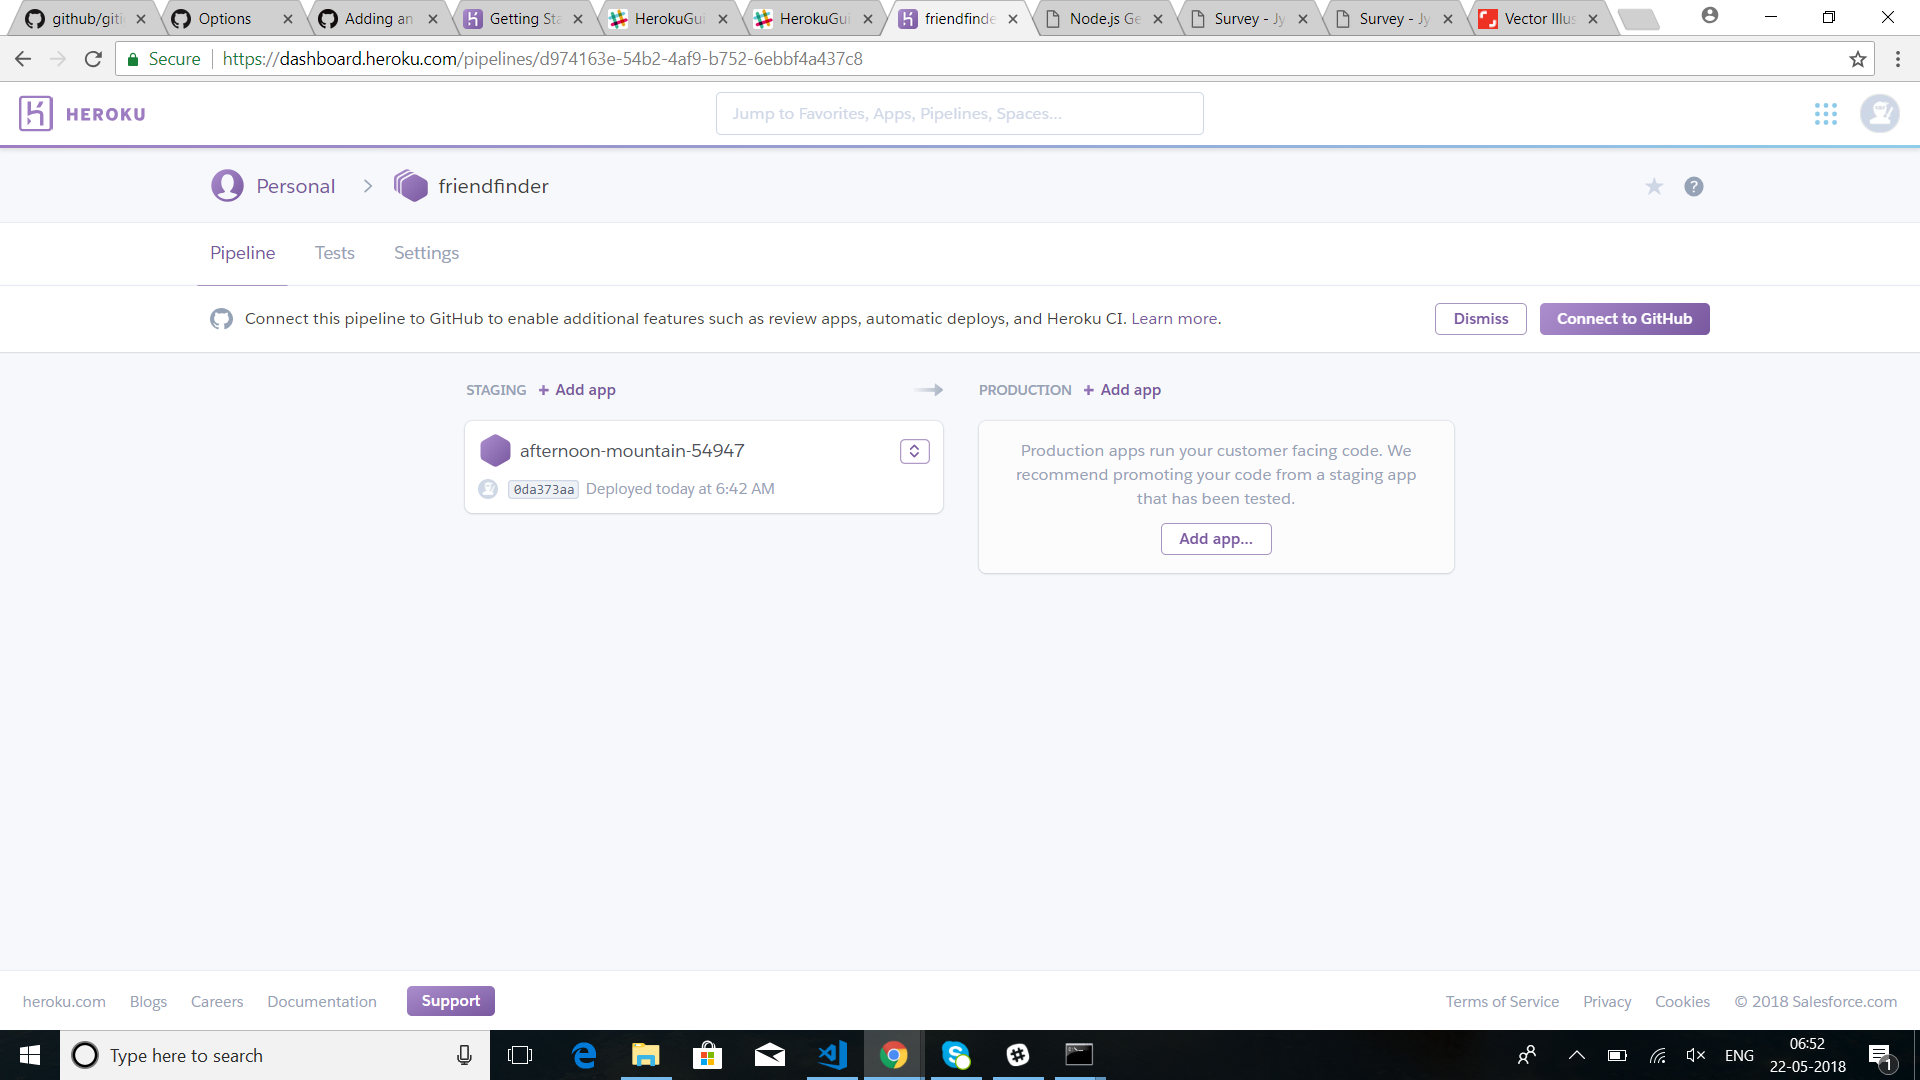 github/giti
Options
Adding an
Getting Sta
HerokuGui
HerokuGui
friendfinde
Node.js Ge
Survey - Jy
Survey - Jy
Vector Illus
Secure https://dashboard.heroku.com/pipelines/d974163e-54b2-4af9-b752-6ebbf4a437c8
HEROKU
Jump to Favorites, Apps, Pipelines, Spaces...
Personal
friendfinder
Pipeline
Tests
Settings
Connect this pipeline to GitHub to enable additional features such as review apps, automatic deploys, and Heroku CI. Learn more.
Dismiss
Connect to GitHub
STAGING
+ Add app
PRODUCTION
+ Add app
afternoon-mountain-54947
0da373aa Deployed today at 6:42 AM
Production apps run your customer facing code. We
recommend promoting your code from a staging app
that has been tested.
Add app...
heroku.com
Blogs
Careers
Documentation
Support
Terms of Service
Privacy
Cookies
© 2018 Salesforce.com
Type here to search
ENG
06:52
22-05-2018
1